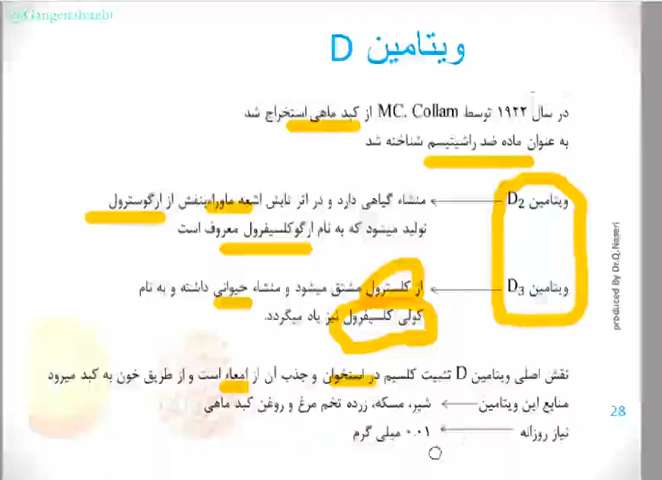 @Gangenahzebi
ویتامین D
در سال ۱۹۲۲ توسط MC. Collam از کبد ماهی استخراج شد
به عنوان ماده ضد راشیتیسم شناخته شد
ویتامین D2 ← منشاء گیاهی دارد و در اثر تابش اشعه ماوراءبنفش از ارگوسترول
تولید میشود که به نام ارگوکلسیفرول معروف است
ویتامین D3 ← از کلسترول مشتق میشود و منشاء حیوانی داشته و به نام
کولی کلسیفرول نیز یاد میگردد.
نقش اصلی ویتامین D تثبیت کلسیم در استخوان و جذب آن از امعاء است و از طریق خون به کبد میرود
منابع این ویتامین ← شیر، مسکه، زرده تخم مرغ و روغن کبد ماهی
نیاز روزانه ← ۰.۰۱ میلی گرم
produced By Dr.Q.Naseri
28